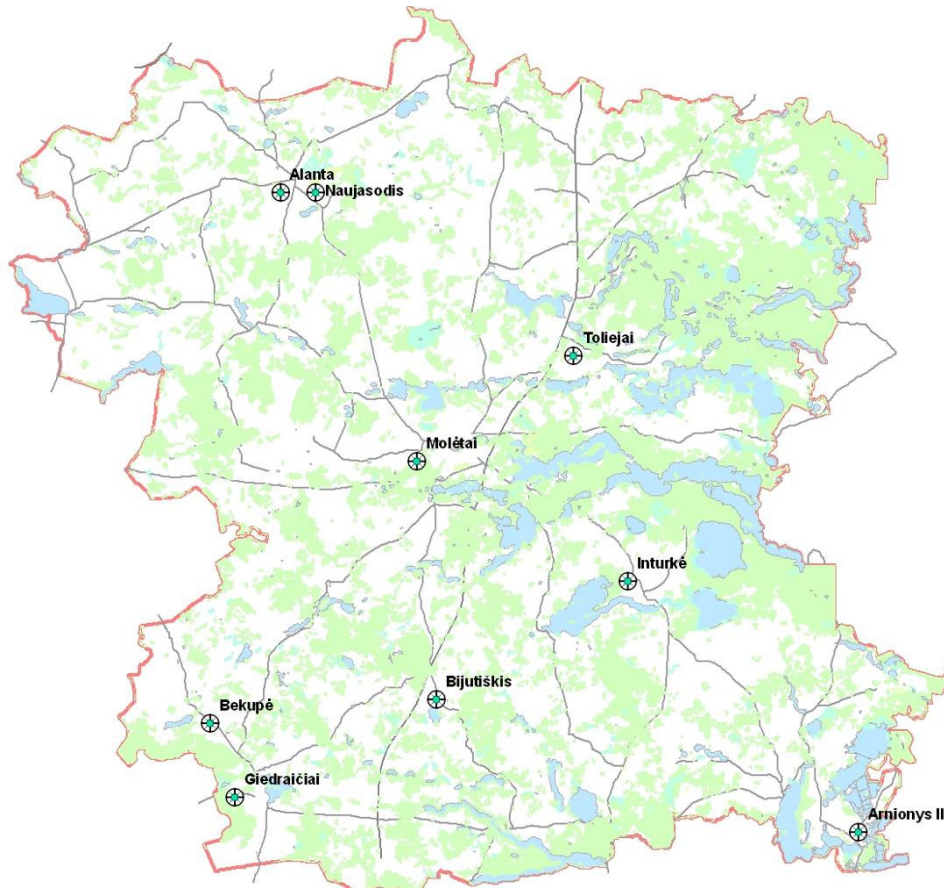 Alanta
Naujasodis
Toliejai
Molėtai
Inturkė
Bijutiškis
Bekupė
Giedraičiai
Arnionys II